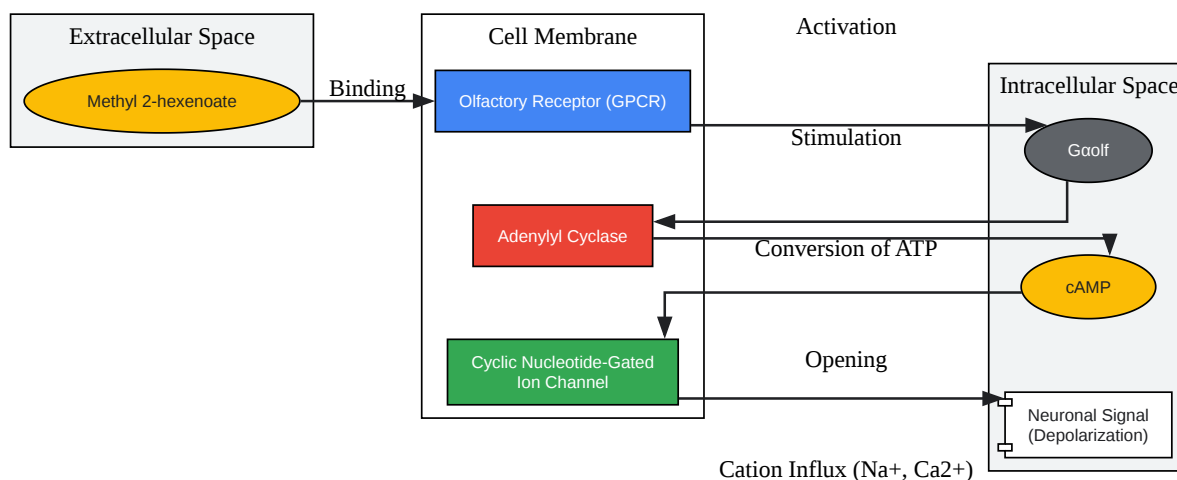 Extracellular Space
Methyl 2-hexenoate
Binding
Cell Membrane
Olfactory Receptor (GPCR)
Activation
Intracellular Space
Stimulation
Gαolf
Adenylyl Cyclase
Conversion of ATP
cAMP
Cyclic Nucleotide-Gated
Ion Channel
Opening
Neuronal Signal
(Depolarization)
Cation Influx (Na+, Ca2+)